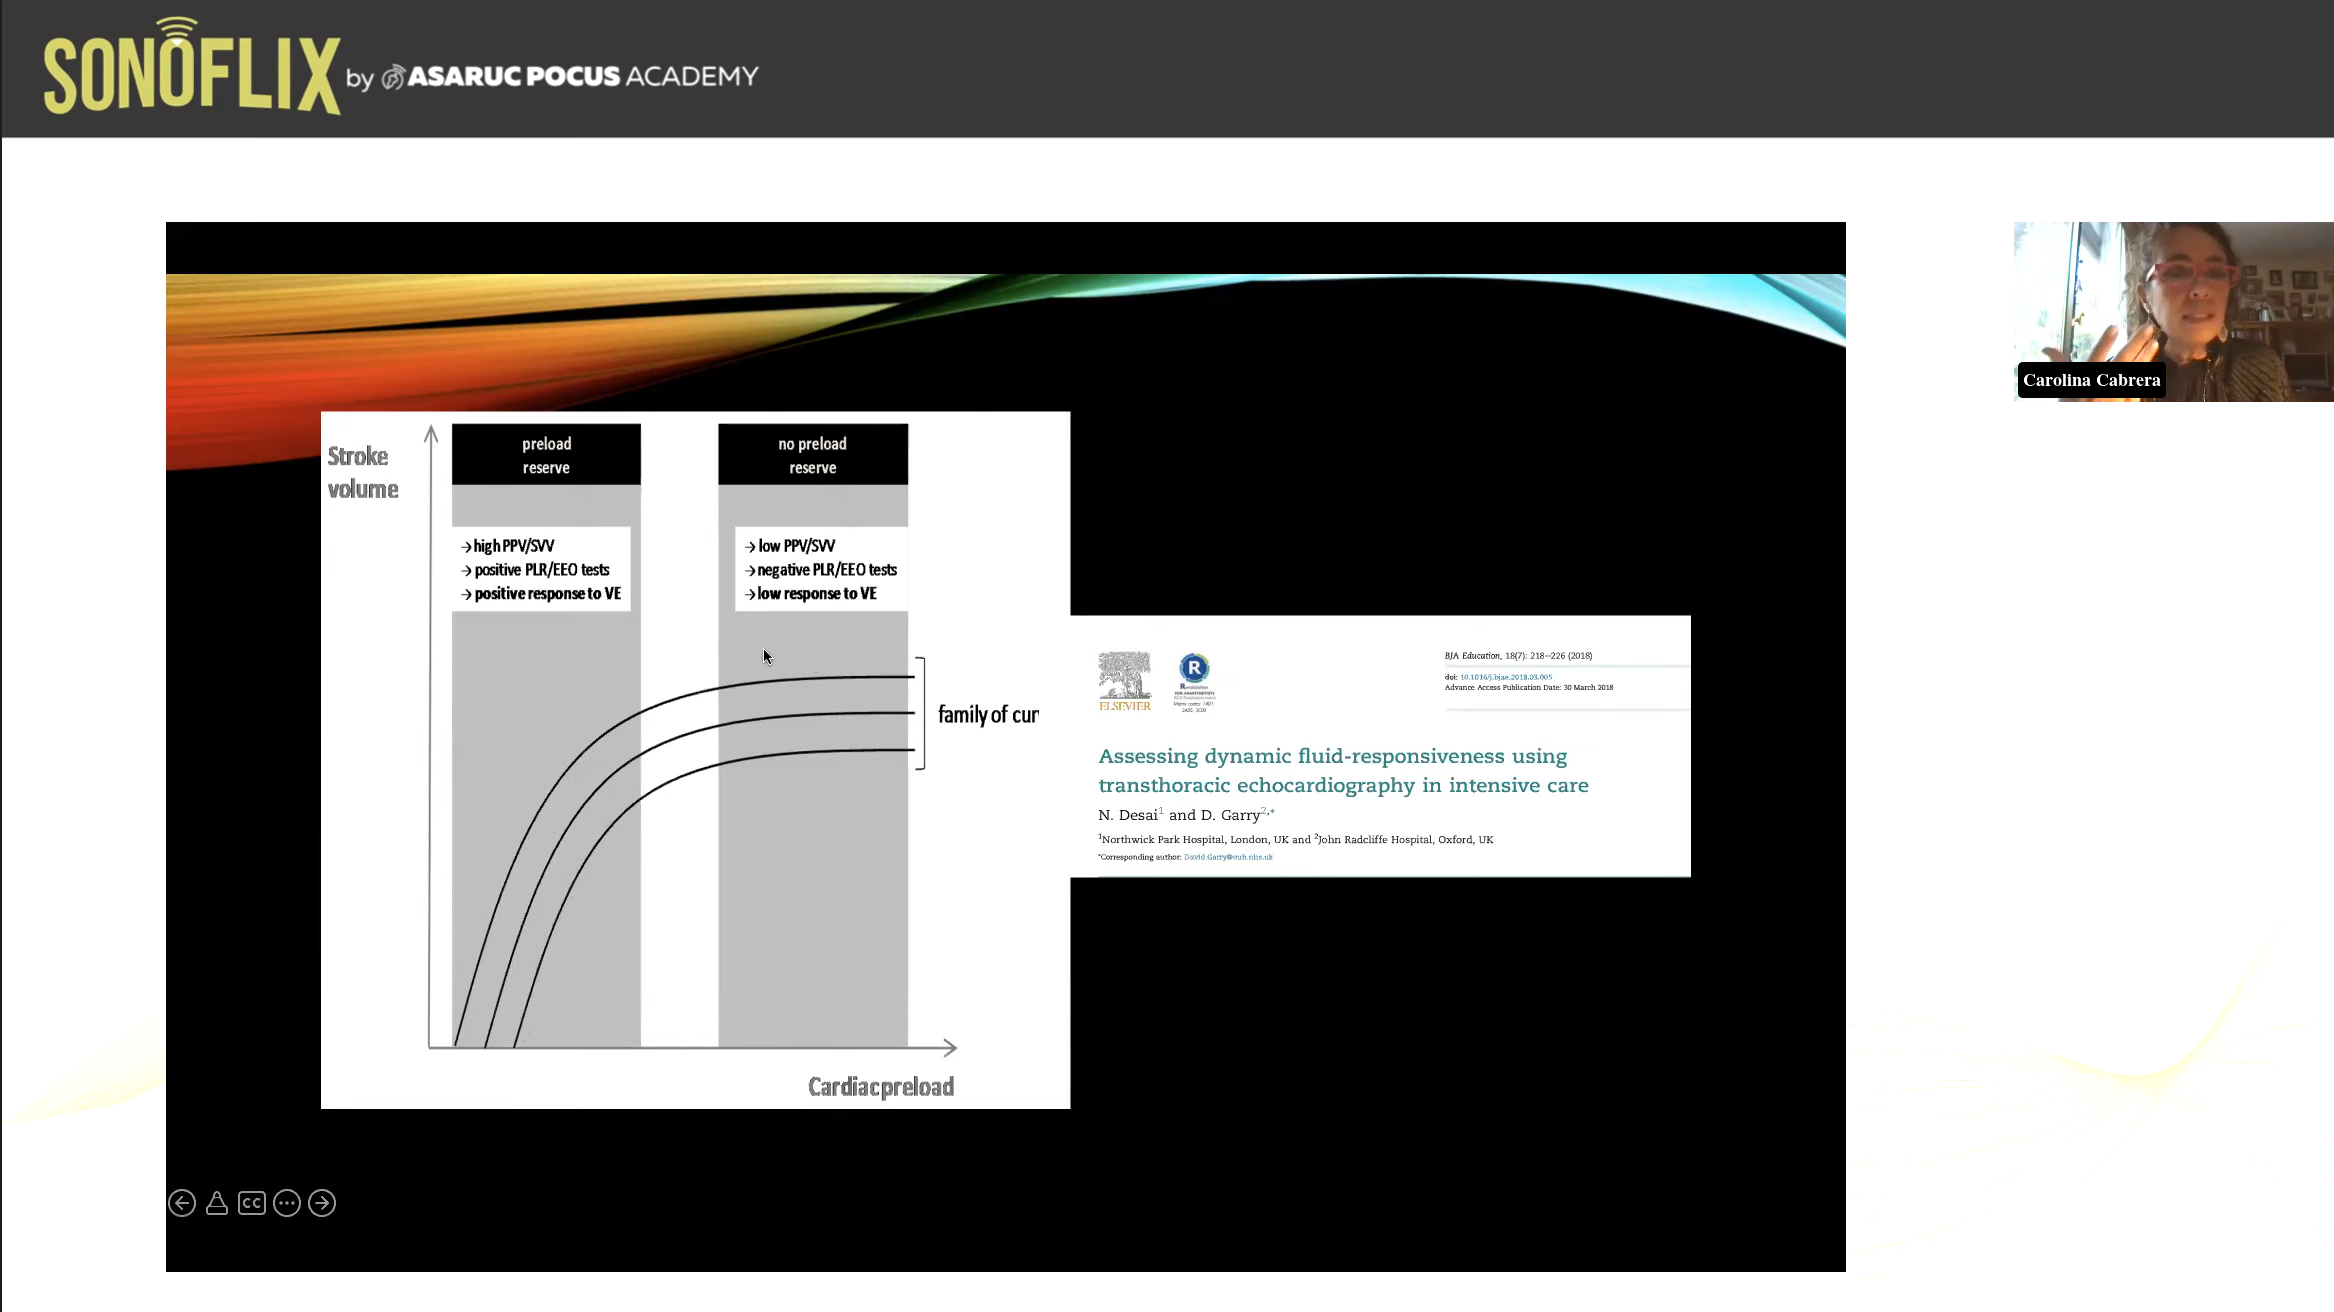 SONOFLIX by ASARUC POCUS ACADEMY
Carolina Cabrera
Stroke
volume
preload
reserve
no preload
reserve
→ high PPV/SVV
→ positive PLR/EEO tests
→ positive response to VE
→ low PPV/SVV
→ negative PLR/EEO tests
→ low response to VE
family of cur
Cardiac preload
ELSEVIER
R
BJA Education, 18(7): 218–226 (2018)
doi: 10.1016/j.bjae.2018.03.005
Advance Access Publication Date: 30 March 2018
Assessing dynamic fluid-responsiveness using
transthoracic echocardiography in intensive care
N. Desai1 and D. Garry2,*
1Northwick Park Hospital, London, UK and 2John Radcliffe Hospital, Oxford, UK
*Corresponding author: David.Garry@ouh.nhs.uk
CC